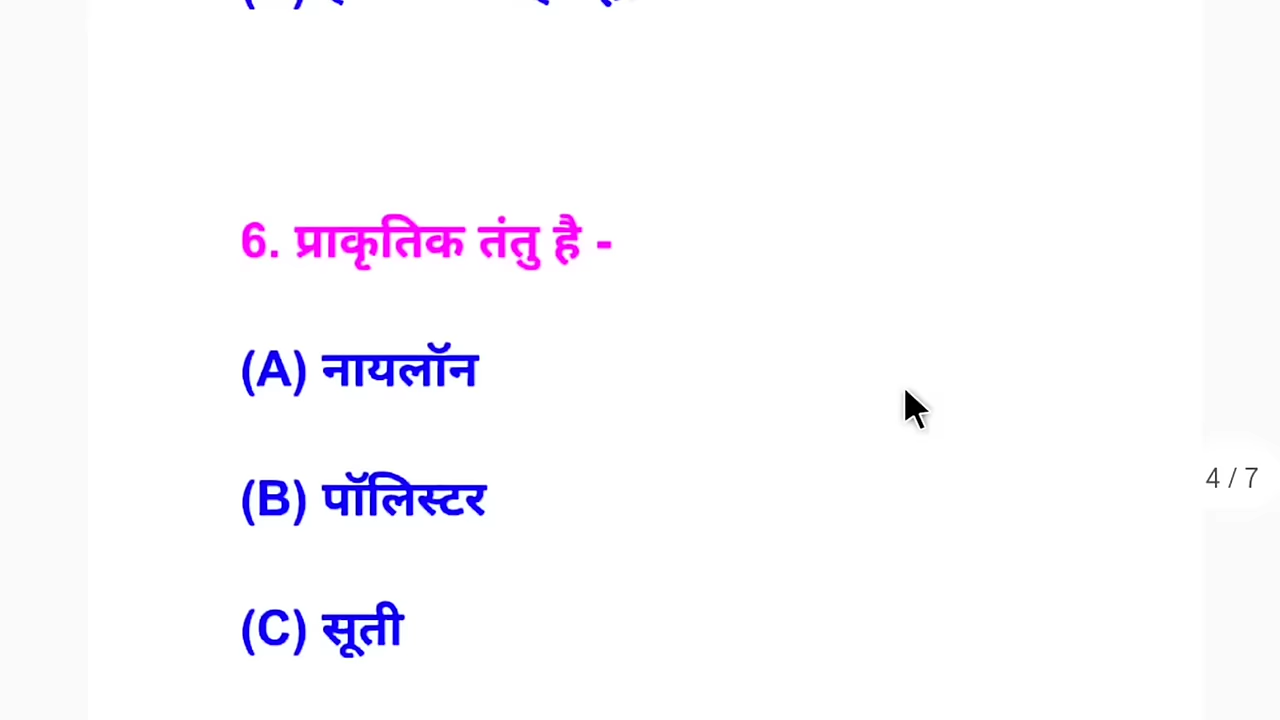 6. प्राकृतिक तंतु है -
(A) नायलॉन
(B) पॉलिस्टर
4 / 7
(C) सूती